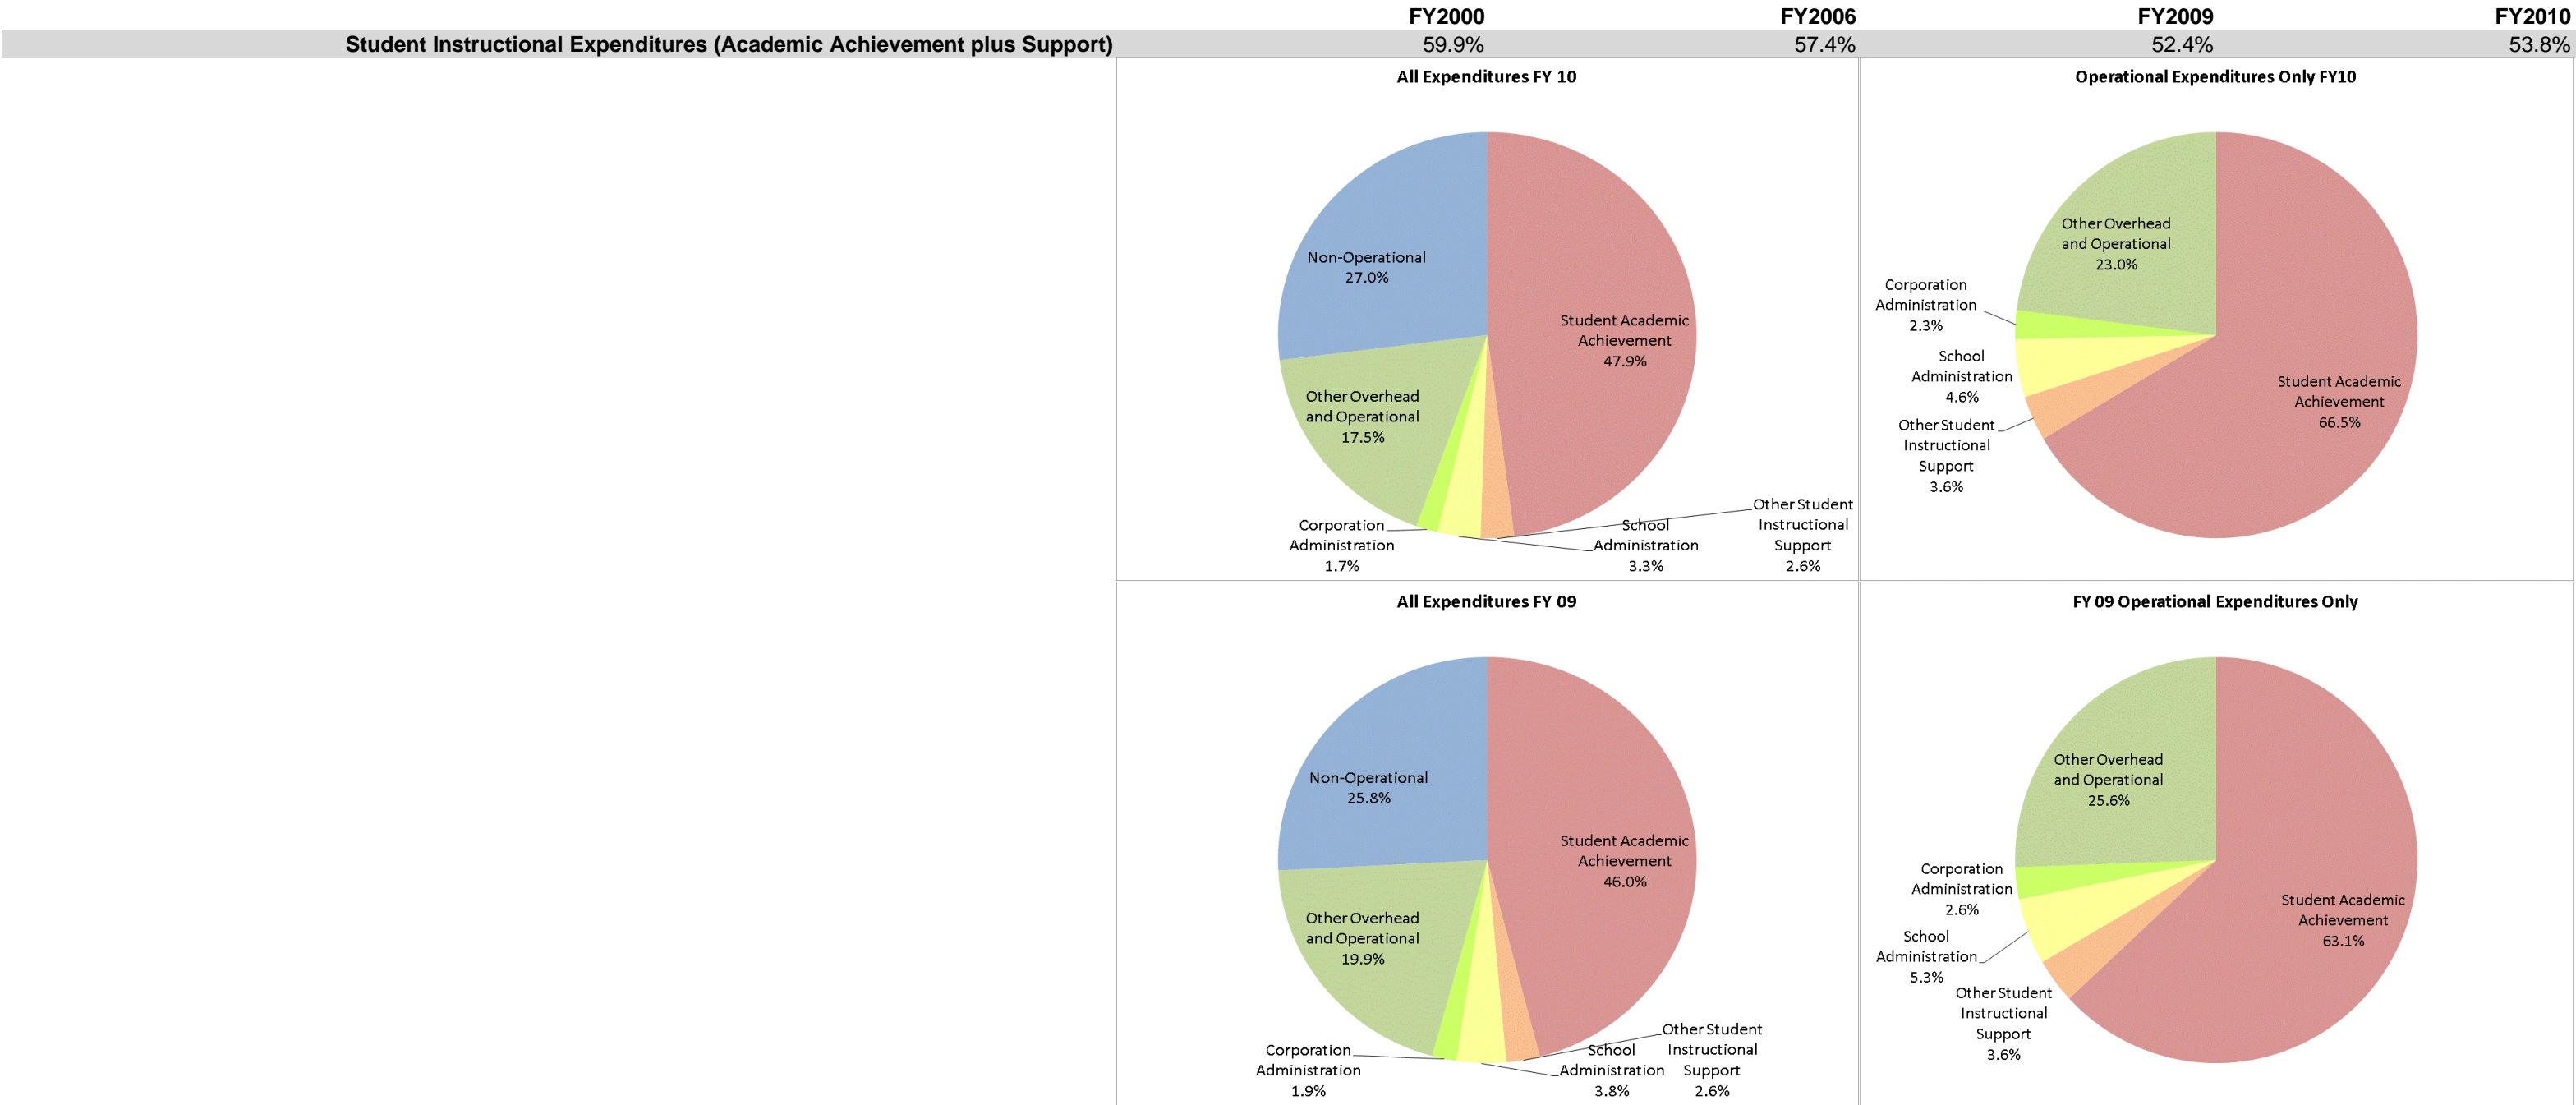 FY2000 FY2006 FY2009 FY2010
Student Instructional Expenditures (Academic Achievement plus Support) 59.9% 57.4% 52.4% 53.8%
All Expenditures FY 10
Non-Operational
27.0%
Student Academic
Achievement
47.9%
Other Overhead
and Operational
17.5%
Corporation
Administration
1.7%
School
Administration
3.3%
Other Student
Instructional
Support
2.6%
Operational Expenditures Only FY10
Other Overhead
and Operational
23.0%
Corporation
Administration
2.3%
School
Administration
4.6%
Other Student
Instructional
Support
3.6%
Student Academic
Achievement
66.5%
All Expenditures FY 09
Non-Operational
25.8%
Student Academic
Achievement
46.0%
Other Overhead
and Operational
19.9%
Corporation
Administration
1.9%
School
Administration
3.8%
Other Student
Instructional
Support
2.6%
FY 09 Operational Expenditures Only
Other Overhead
and Operational
25.6%
Corporation
Administration
2.6%
School
Administration
5.3%
Other Student
Instructional
Support
3.6%
Student Academic
Achievement
63.1%